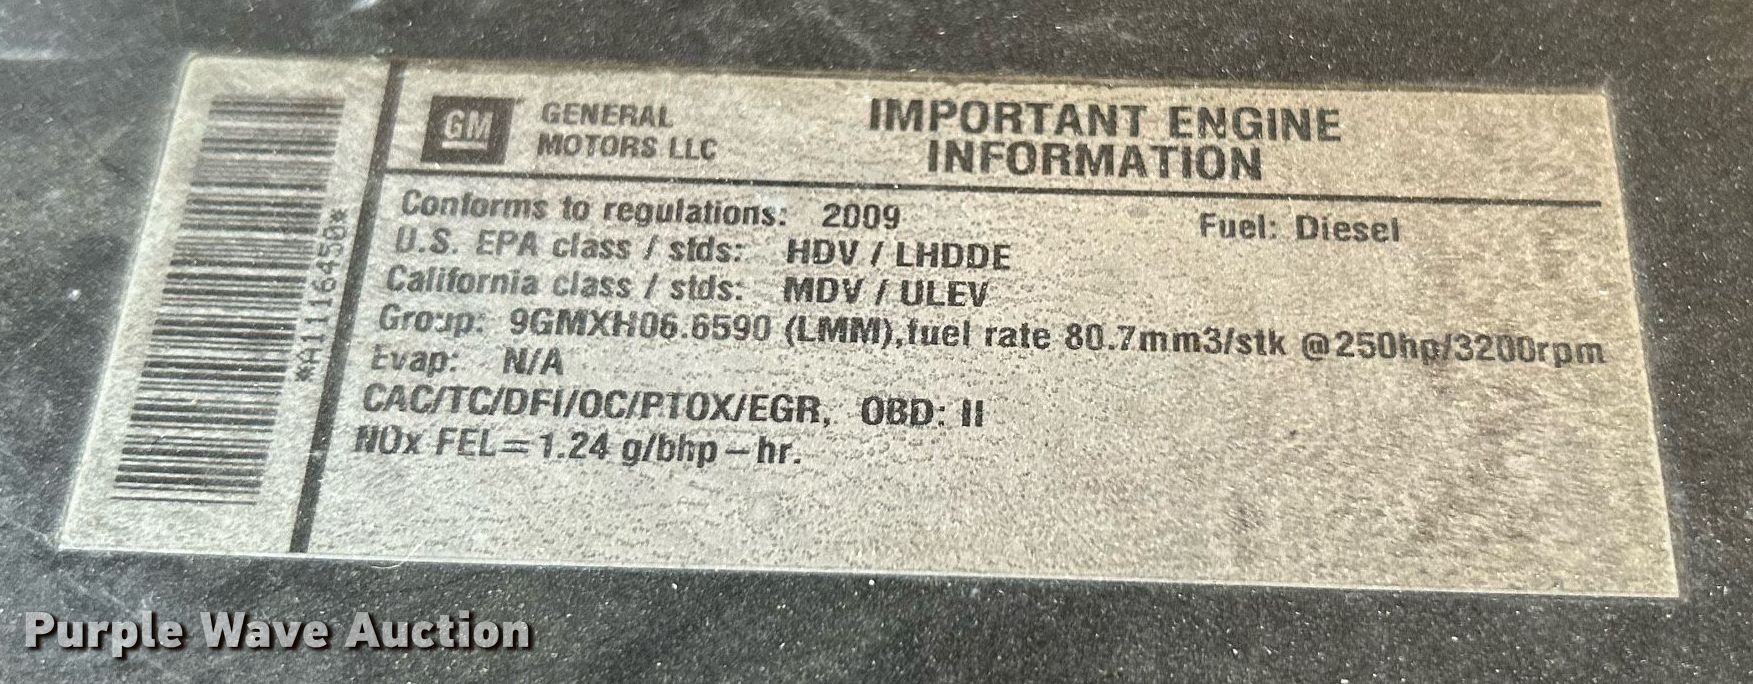 *A11164550*
GM
GENERAL
MOTORS LLC
IMPORTANT ENGINE
INFORMATION
Conforms to regulations: 2009
Fuel: Diesel
U.S. EPA class / stds: HDV / LHDDE
California class / stds: MDV / ULEV
Group: 9GMXH06.6590 (LMM),fuel rate 80.7mm3/stk @250hp/3200rpm
Evap: N/A
CAC/TC/DFI/OC/PTOX/EGR, OBD: II
NOx FEL=1.24 g/bhp-hr.
Purple Wave Auction